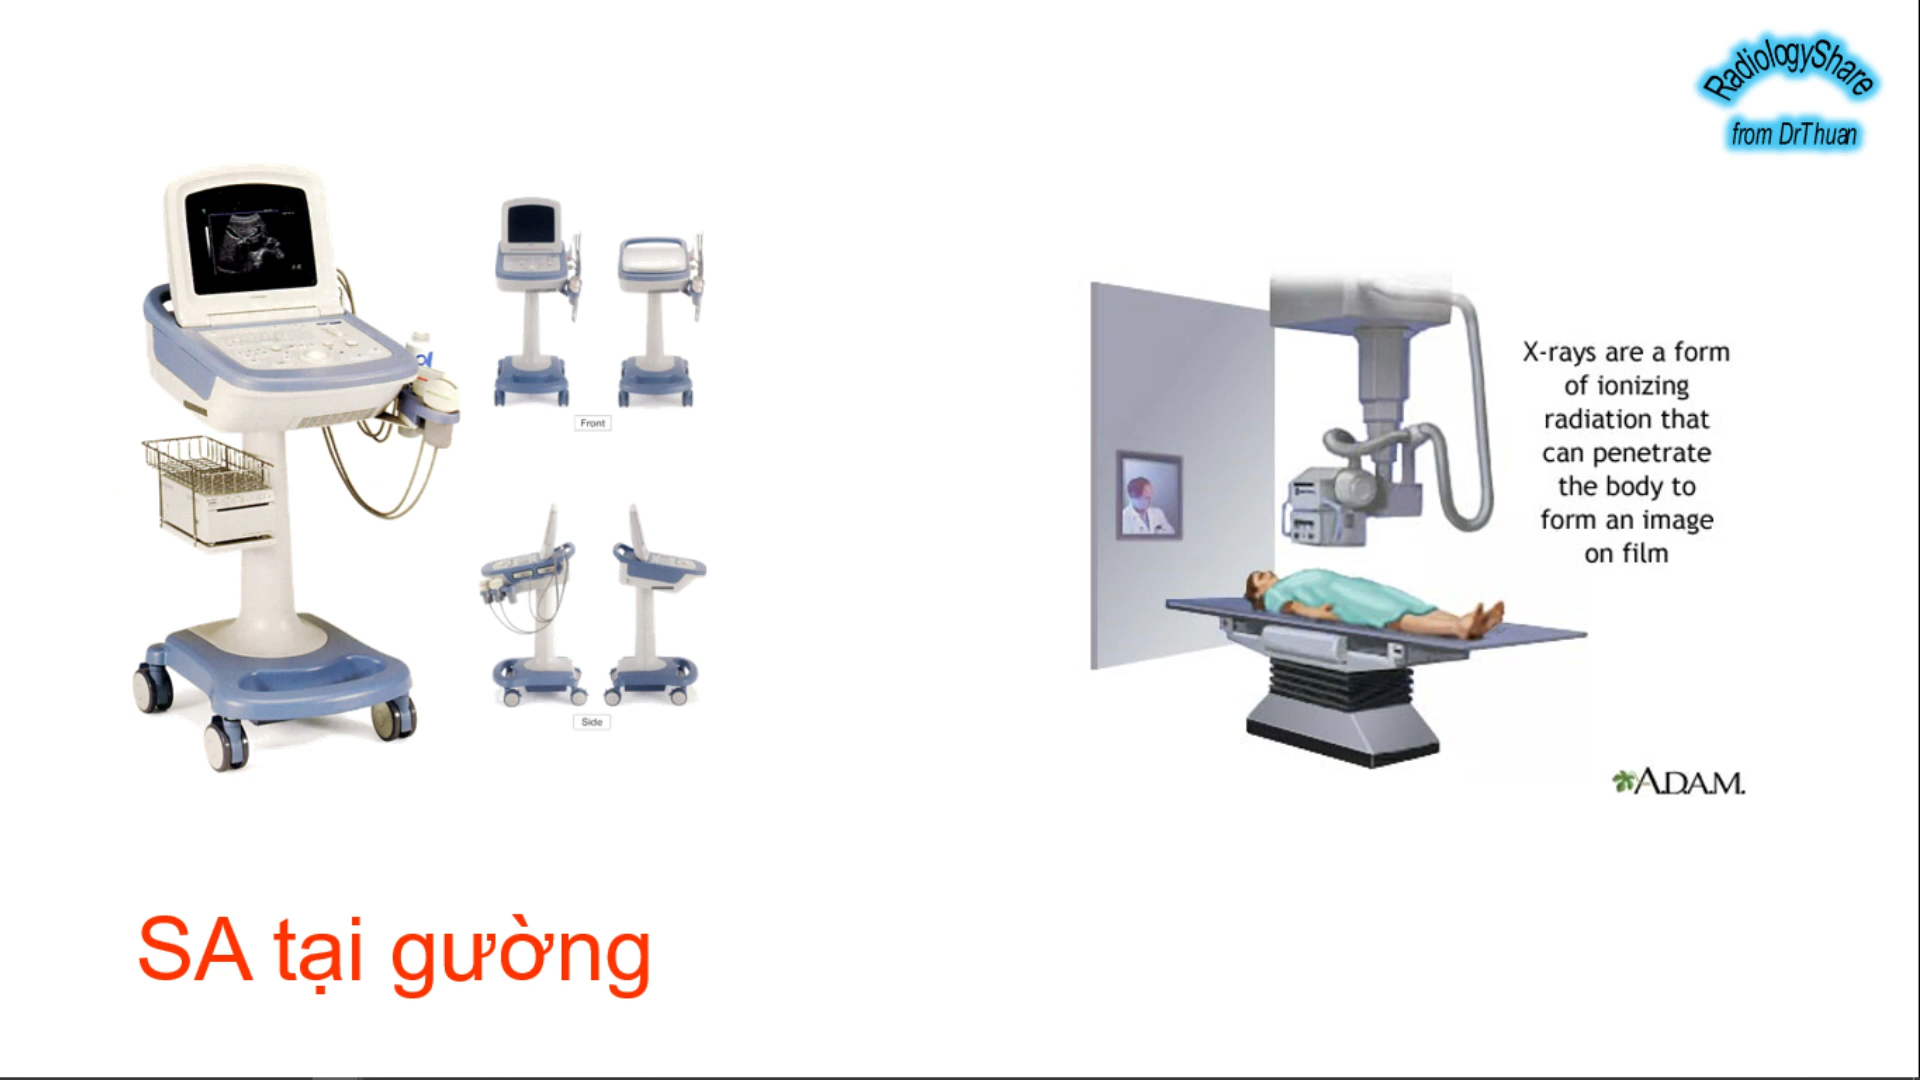 RadiologyShare
from DrThuan
Front
Side
X-rays are a form
of ionizing
radiation that
can penetrate
the body to
form an image
on film
A.D.A.M.
SA tại gường